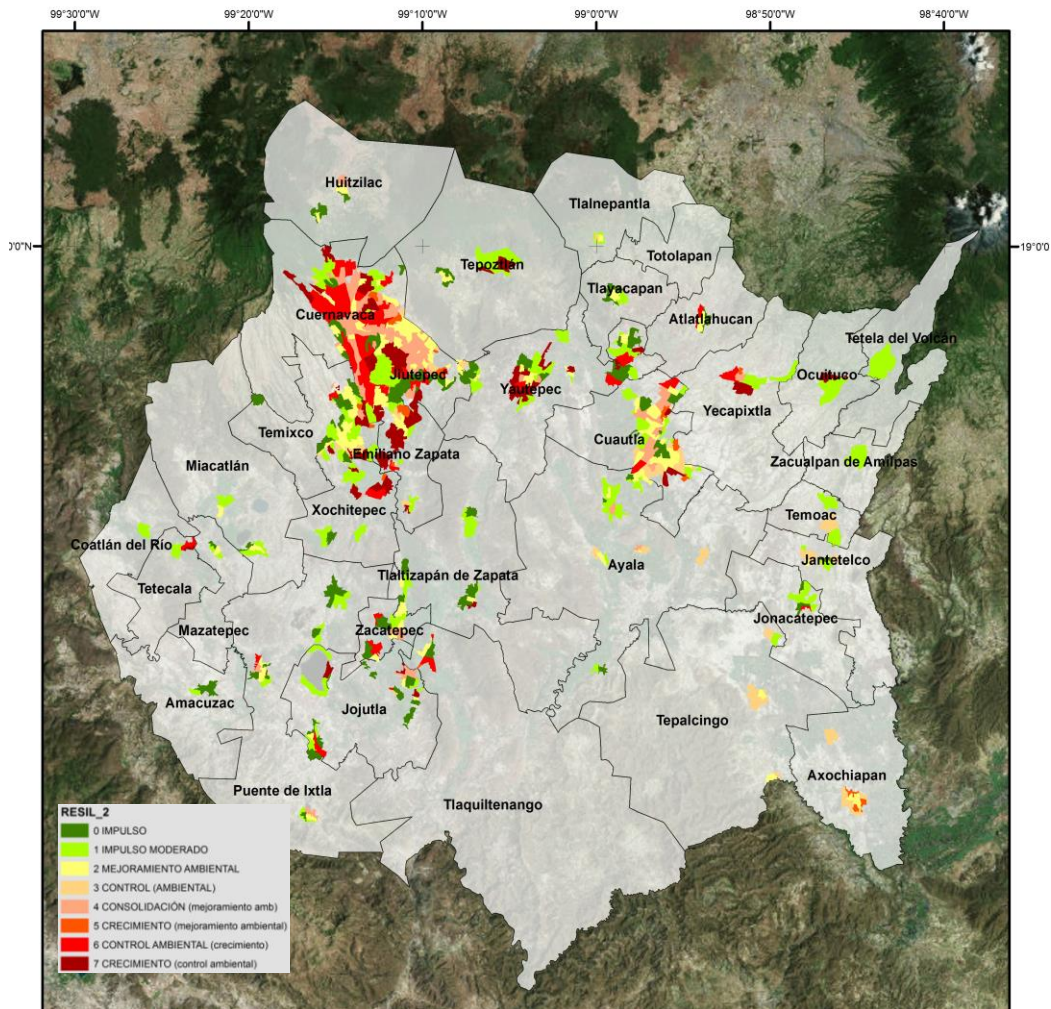 99°30'0"W
99°20'0"W
99°10'0"W
99°0'0"W
98°50'0"W
98°40'0"W
Huitzilac
Tlalnepantla
0'0"N
19°0'0
Totolapan
Tepoztlán
Tlayacapan
Cuernavaca
Atlatlahucan
Tetela del Volcán
Jiutepec
Ocuituco
Yautepec
Yecapixtla
Temixco
Cuautla
Emiliano Zapata
Zacualpan de Amilpas
Miacatlán
Xochitepec
Temoac
Coatlán del Río
Jantetelco
Ayala
Tlaltizapán de Zapata
Tetecala
Jonacatepec
Mazatepec
Zacatepec
Amacuzac
Jojutla
Tepalcingo
Axochiapan
Puente de Ixtla
Tlaquiltenango
RESIL_2
0 IMPULSO
1 IMPULSO MODERADO
2 MEJORAMIENTO AMBIENTAL
3 CONTROL (AMBIENTAL)
4 CONSOLIDACIÓN (mejoramiento amb)
5 CRECIMIENTO (mejoramiento ambiental)
6 CONTROL AMBIENTAL (crecimiento)
7 CRECIMIENTO (control ambiental)